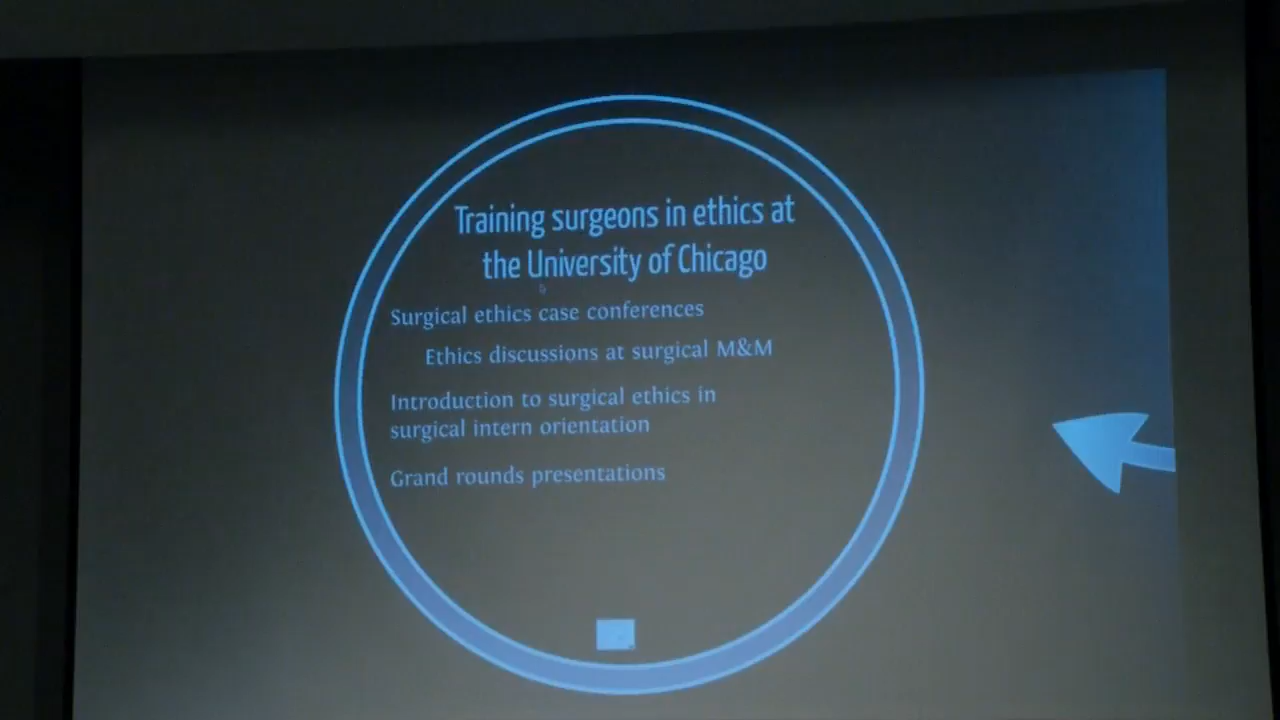 Training surgeons in ethics at
the University of Chicago
Surgical ethics case conferences
Ethics discussions at surgical M&M
Introduction to surgical ethics in
surgical intern orientation
Grand rounds presentations